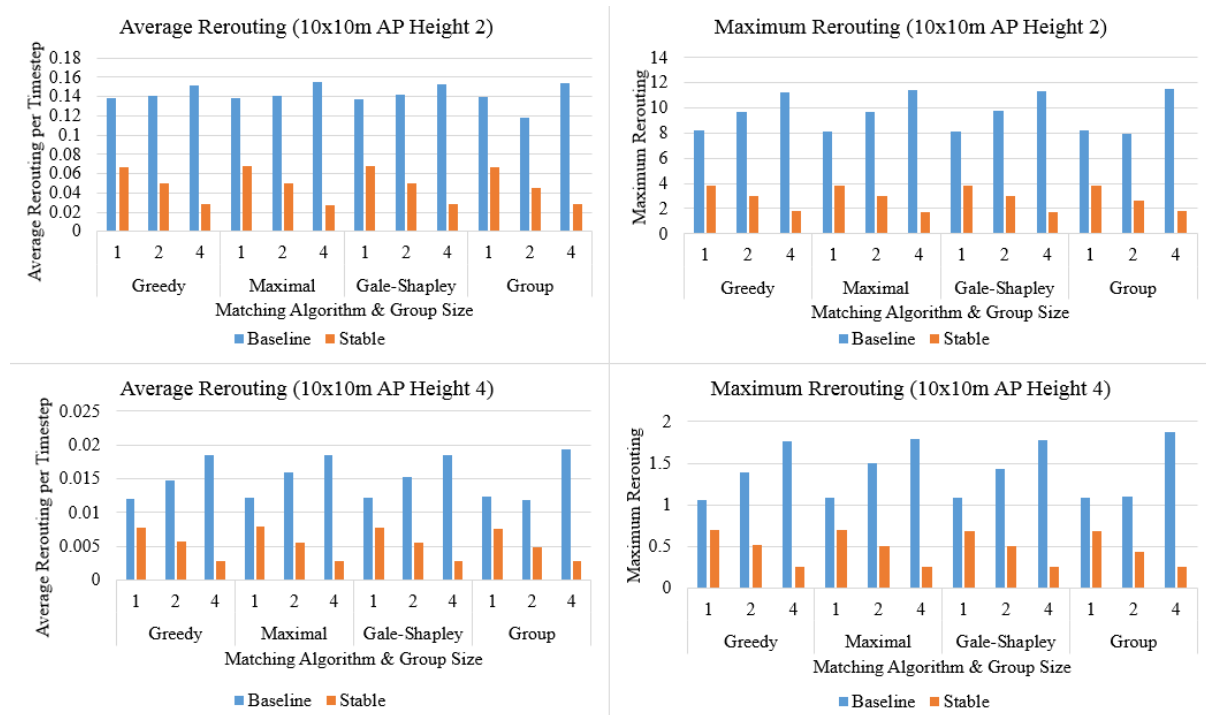 Average Rerouting (10x10m AP Height 2)
Average Rerouting per Timestep
0.18
0.16
0.14
0.12
0.1
0.08
0.06
0.04
0.02
0
1 2 4 1 2 4 1 2 4 1 2 4
Greedy Maximal Gale-Shapley Group
Matching Algorithm & Group Size
Baseline Stable
Maximum Rerouting (10x10m AP Height 2)
Maximum Rerouting
14
12
10
8
6
4
2
0
1 2 4 1 2 4 1 2 4 1 2 4
Greedy Maximal Gale-Shapley Group
Matching Algorithm & Group Size
Baseline Stable
Average Rerouting (10x10m AP Height 4)
Average Rerouting per Timestep
0.025
0.02
0.015
0.01
0.005
0
1 2 4 1 2 4 1 2 4 1 2 4
Greedy Maximal Gale-Shapley Group
Matching Algorithm & Group Size
Baseline Stable
Maximum Rrerouting (10x10m AP Height 4)
Maximum Rerouting
2
1.5
1
0.5
0
1 2 4 1 2 4 1 2 4 1 2 4
Greedy Maximal Gale-Shapley Group
Matching Algorithm & Group Size
Baseline Stable